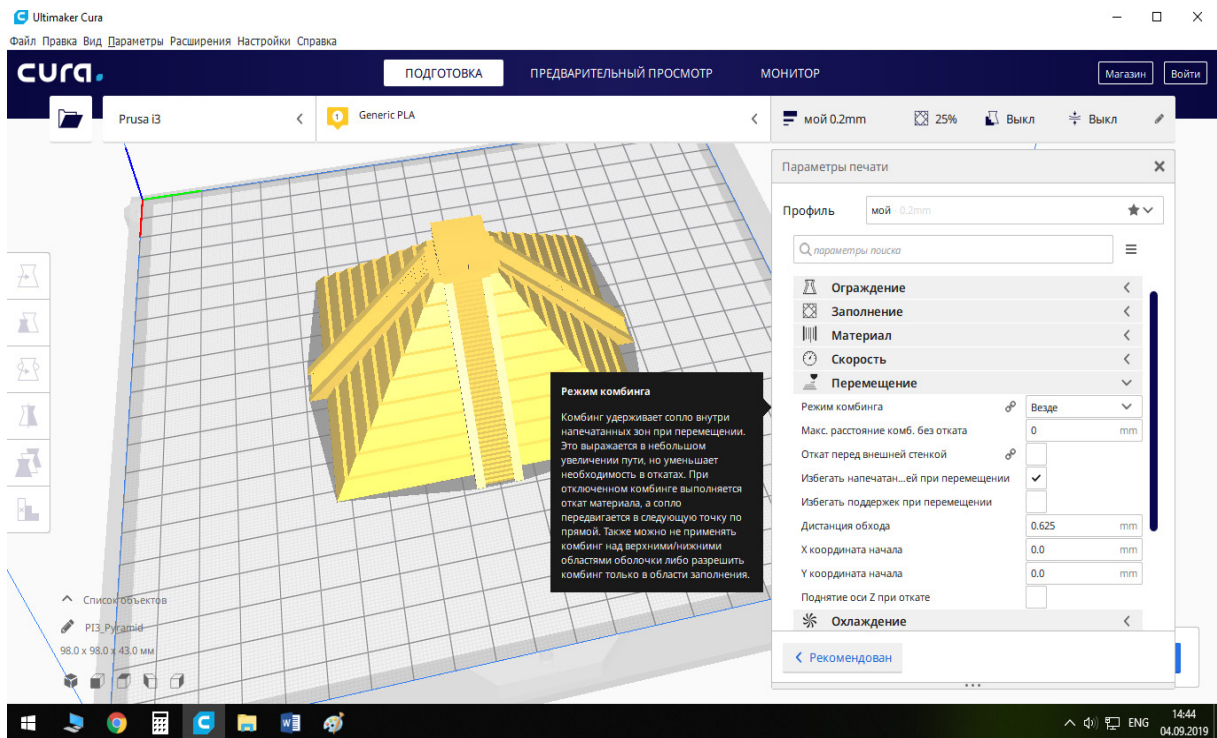 Ultimaker Cura
Файл Правка Вид Параметры Расширения Настройки Справка
cura.
ПОДГОТОВКА
ПРЕДВАРИТЕЛЬНЫЙ ПРОСМОТР
МОНИТОР
Магазин
Войти
Prusa i3
1
Generic PLA
мой 0.2mm
25%
Выкл
Выкл
Параметры печати
Профиль
мой 0.2mm
параметры поиска
Ограждение
Заполнение
Материал
Скорость
Перемещение
Режим комбинга
Везде
Макс. расстояние комб. без отката
0 mm
Откат перед внешней стенкой
Избегать напечатан...ей при перемещении
Избегать поддержек при перемещении
Дистанция обхода
0.625 mm
X координата начала
0.0 mm
Y координата начала
0.0 mm
Поднятие оси Z при откате
Охлаждение
Рекомендован
Режим комбинга
Комбинг удерживает сопло внутри
напечатанных зон при перемещении.
Это выражается в небольшом
увеличении пути, но уменьшает
необходимость в откатах. При
отключенном комбинге выполняется
откат материала, а сопло
передвигается в следующую точку по
прямой. Также можно не применять
комбинг над верхними/нижними
областями оболочки либо разрешить
комбинг только в области заполнения.
Список объектов
PI3_Pyramid
98.0 x 98.0 x 43.0 мм
ENG
14:44
04.09.2019